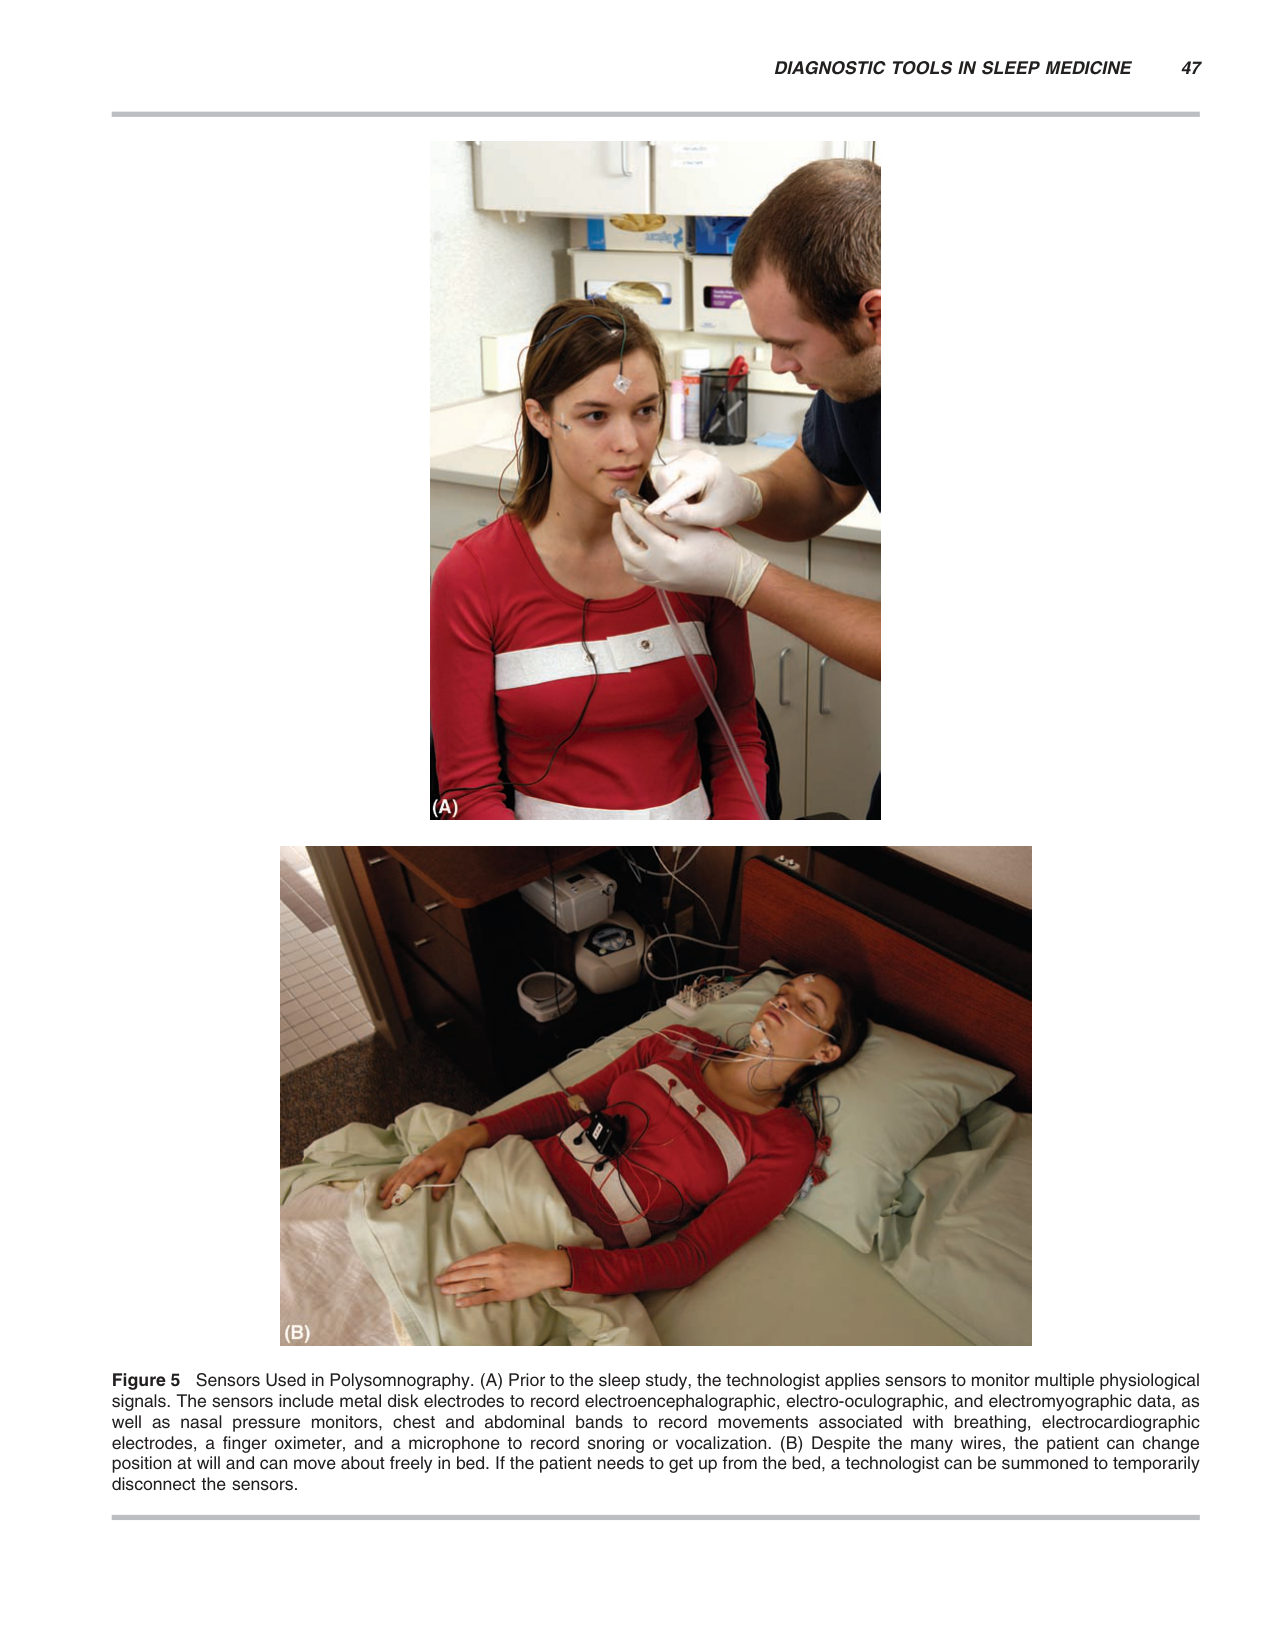 DIAGNOSTIC TOOLS IN SLEEP MEDICINE 47
(A)
(B)
Figure 5 Sensors Used in Polysomnography. (A) Prior to the sleep study, the technologist applies sensors to monitor multiple physiological
signals. The sensors include metal disk electrodes to record electroencephalographic, electro-oculographic, and electromyographic data, as
well as nasal pressure monitors, chest and abdominal bands to record movements associated with breathing, electrocardiographic
electrodes, a finger oximeter, and a microphone to record snoring or vocalization. (B) Despite the many wires, the patient can change
position at will and can move about freely in bed. If the patient needs to get up from the bed, a technologist can be summoned to temporarily
disconnect the sensors.